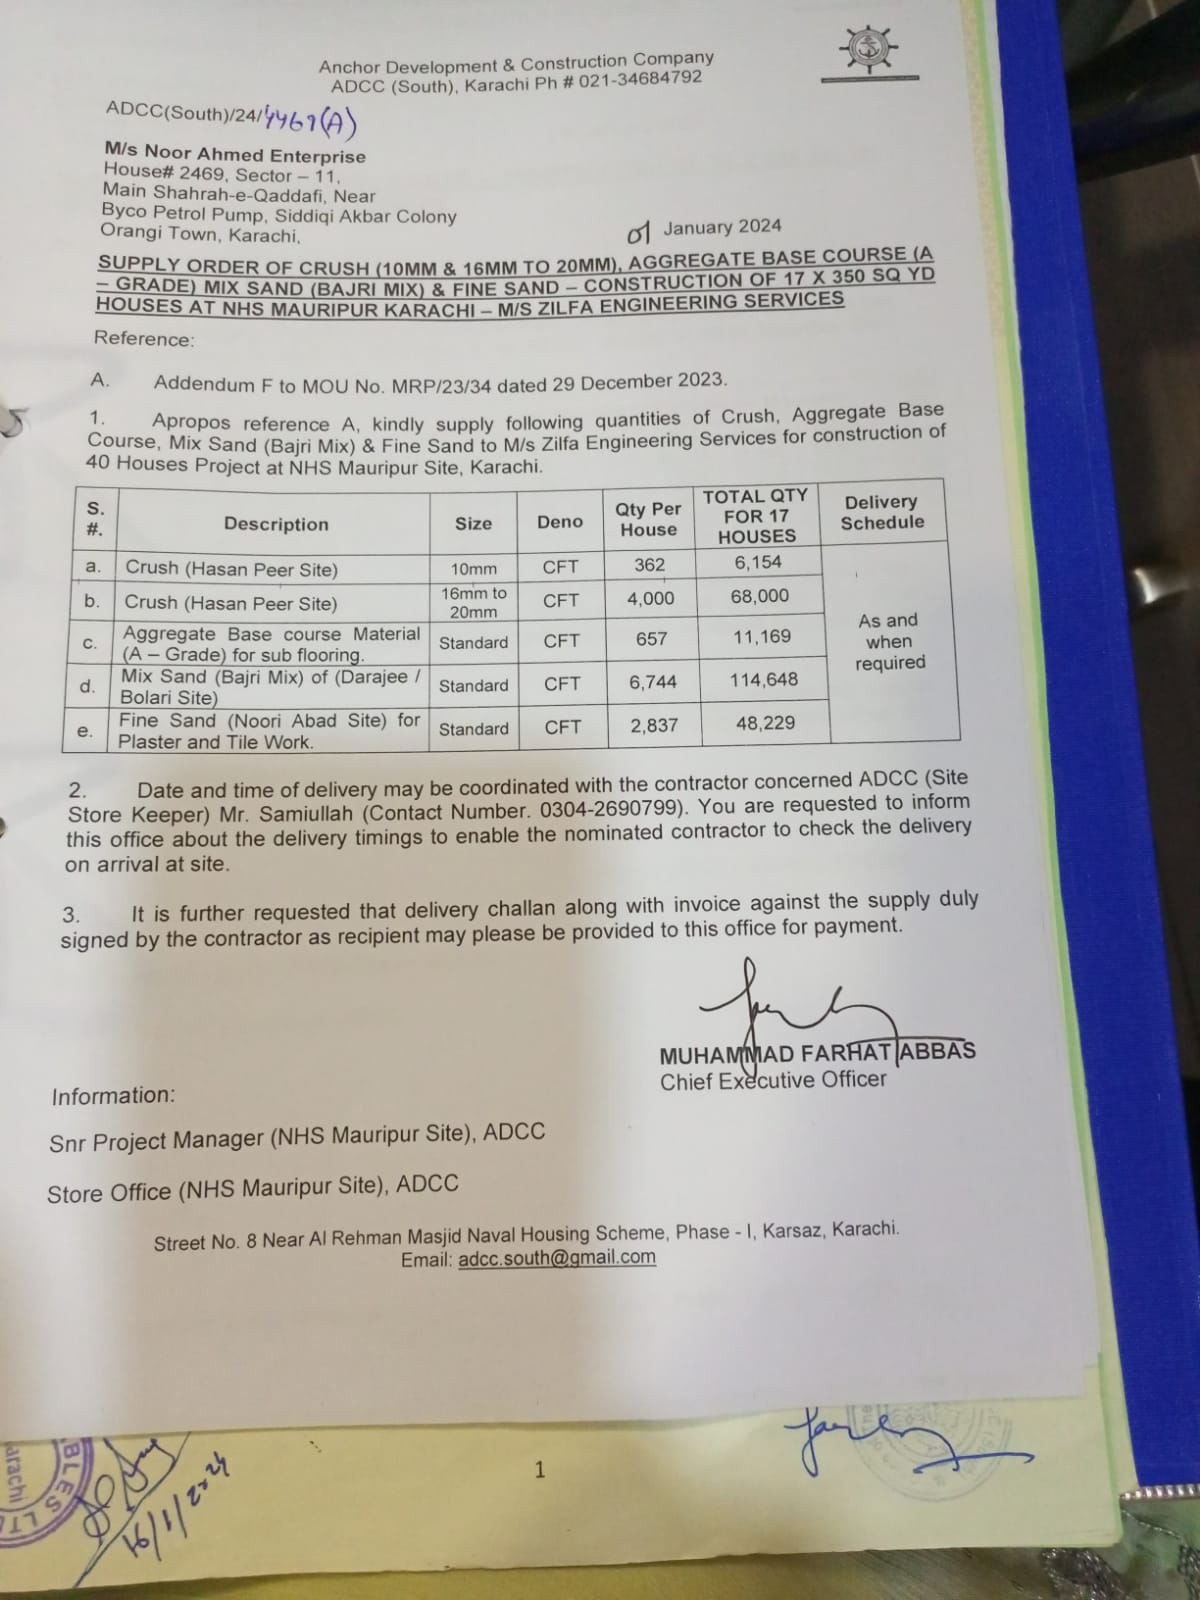 Anchor Development & Construction Company
ADCC (South), Karachi Ph # 021-34684792
ADCC(South)/24/4469(A)
M/s Noor Ahmed Enterprise
House# 2469, Sector – 11,
Main Shahrah-e-Qaddafi, Near
Byco Petrol Pump, Siddiqi Akbar Colony
Orangi Town, Karachi,
01 January 2024
SUPPLY ORDER OF CRUSH (10MM & 16MM TO 20MM), AGGREGATE BASE COURSE (A
– GRADE) MIX SAND (BAJRI MIX) & FINE SAND – CONSTRUCTION OF 17 X 350 SQ YD
HOUSES AT NHS MAURIPUR KARACHI – M/S ZILFA ENGINEERING SERVICES
Reference:
A. Addendum F to MOU No. MRP/23/34 dated 29 December 2023.
1. Apropos reference A, kindly supply following quantities of Crush, Aggregate Base
Course, Mix Sand (Bajri Mix) & Fine Sand to M/s Zilfa Engineering Services for construction of
40 Houses Project at NHS Mauripur Site, Karachi.
S. #. Description Size Deno Qty Per House TOTAL QTY FOR 17 HOUSES Delivery Schedule
a. Crush (Hasan Peer Site) 10mm CFT 362 6,154
b. Crush (Hasan Peer Site) 16mm to 20mm CFT 4,000 68,000
c. Aggregate Base course Material (A – Grade) for sub flooring. Standard CFT 657 11,169
As and when required
d. Mix Sand (Bajri Mix) of (Darajee / Bolari Site) Standard CFT 6,744 114,648
e. Fine Sand (Noori Abad Site) for Plaster and Tile Work. Standard CFT 2,837 48,229
2. Date and time of delivery may be coordinated with the contractor concerned ADCC (Site
Store Keeper) Mr. Samiullah (Contact Number. 0304-2690799). You are requested to inform
this office about the delivery timings to enable the nominated contractor to check the delivery
on arrival at site.
3. It is further requested that delivery challan along with invoice against the supply duly
signed by the contractor as recipient may please be provided to this office for payment.
MUHAMMAD FARHAT ABBAS
Chief Executive Officer
Information:
Snr Project Manager (NHS Mauripur Site), ADCC
Store Office (NHS Mauripur Site), ADCC
Street No. 8 Near Al Rehman Masjid Naval Housing Scheme, Phase - I, Karsaz, Karachi.
Email: adcc.south@gmail.com
1